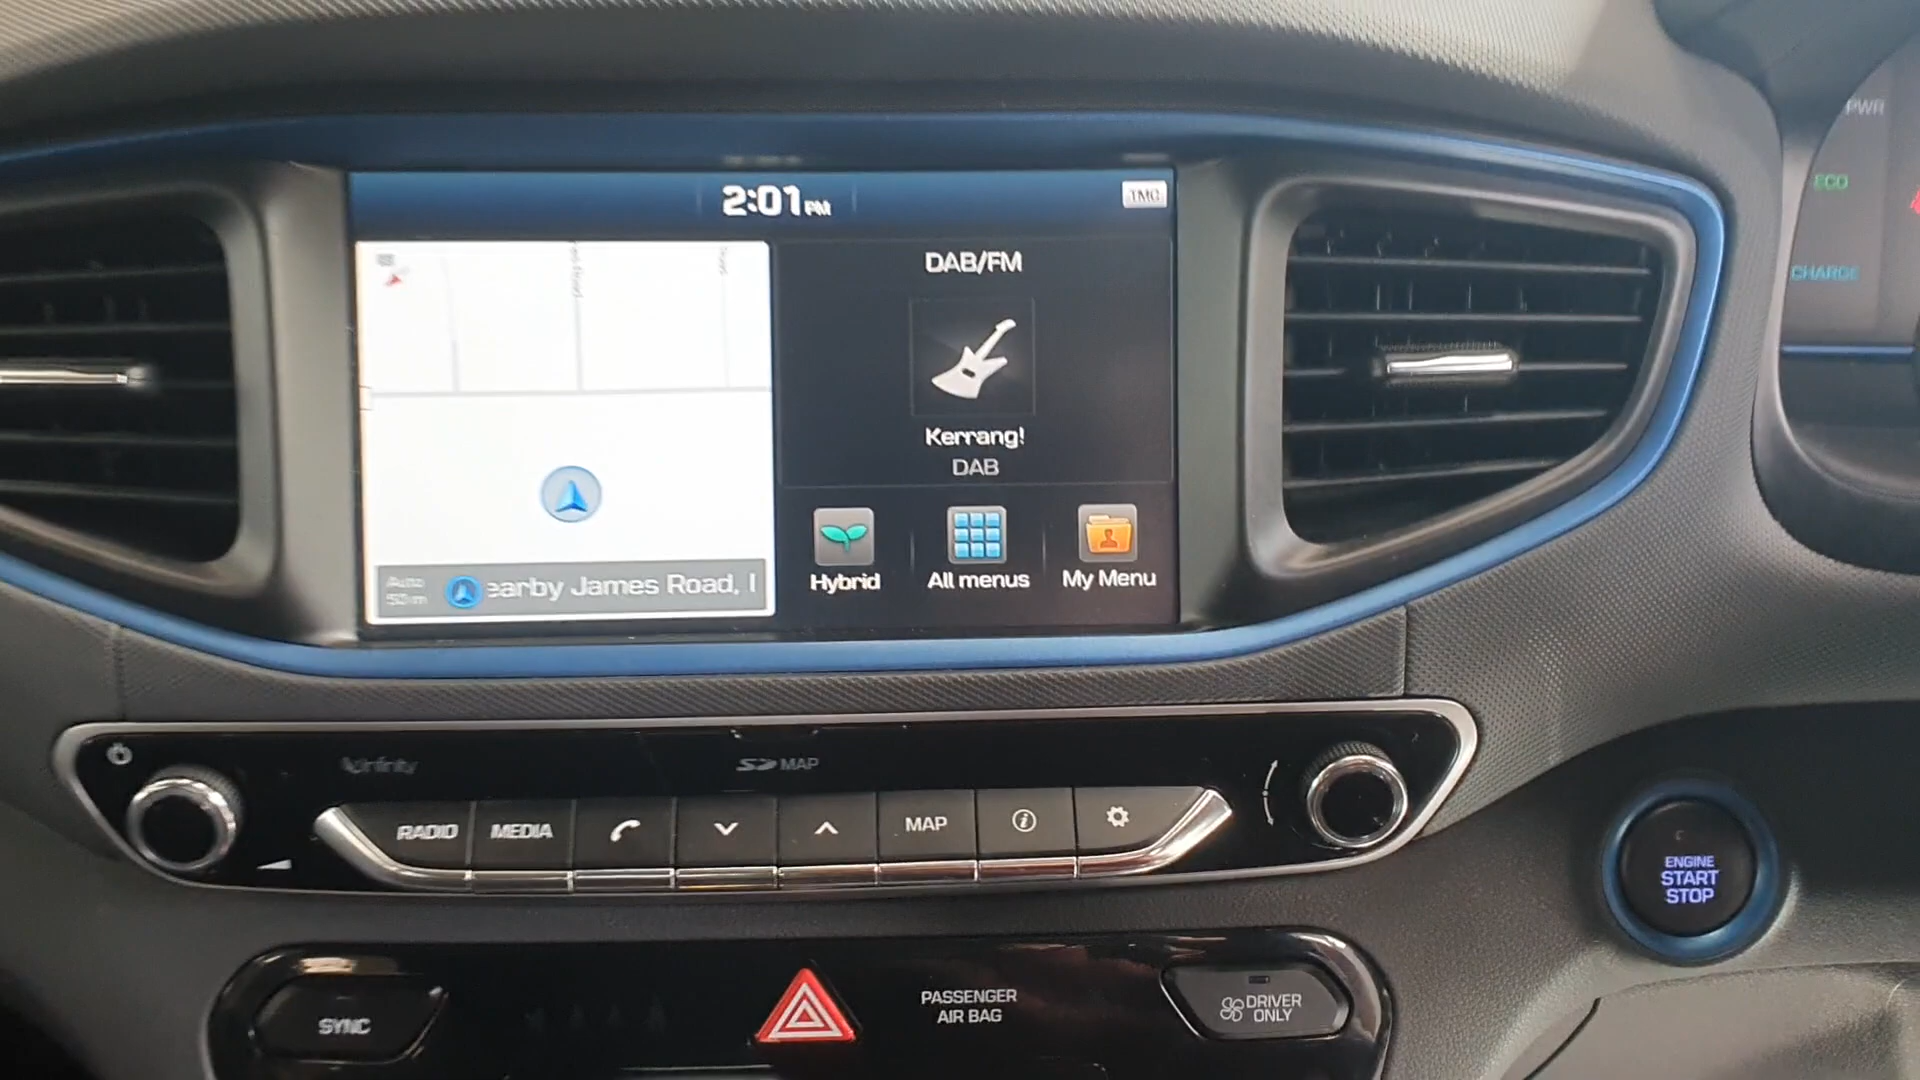 PWR
2:01 PM
TMC
ECO
DAB/FM
CHARGE
Kerrang!
DAB
Hybrid
All menus
My Menu
Auto
50m
earby James Road, I
infinity
SD MAP
RADIO
MEDIA
MAP
ENGINE
START
STOP
SYNC
PASSENGER
AIR BAG
DRIVER
ONLY